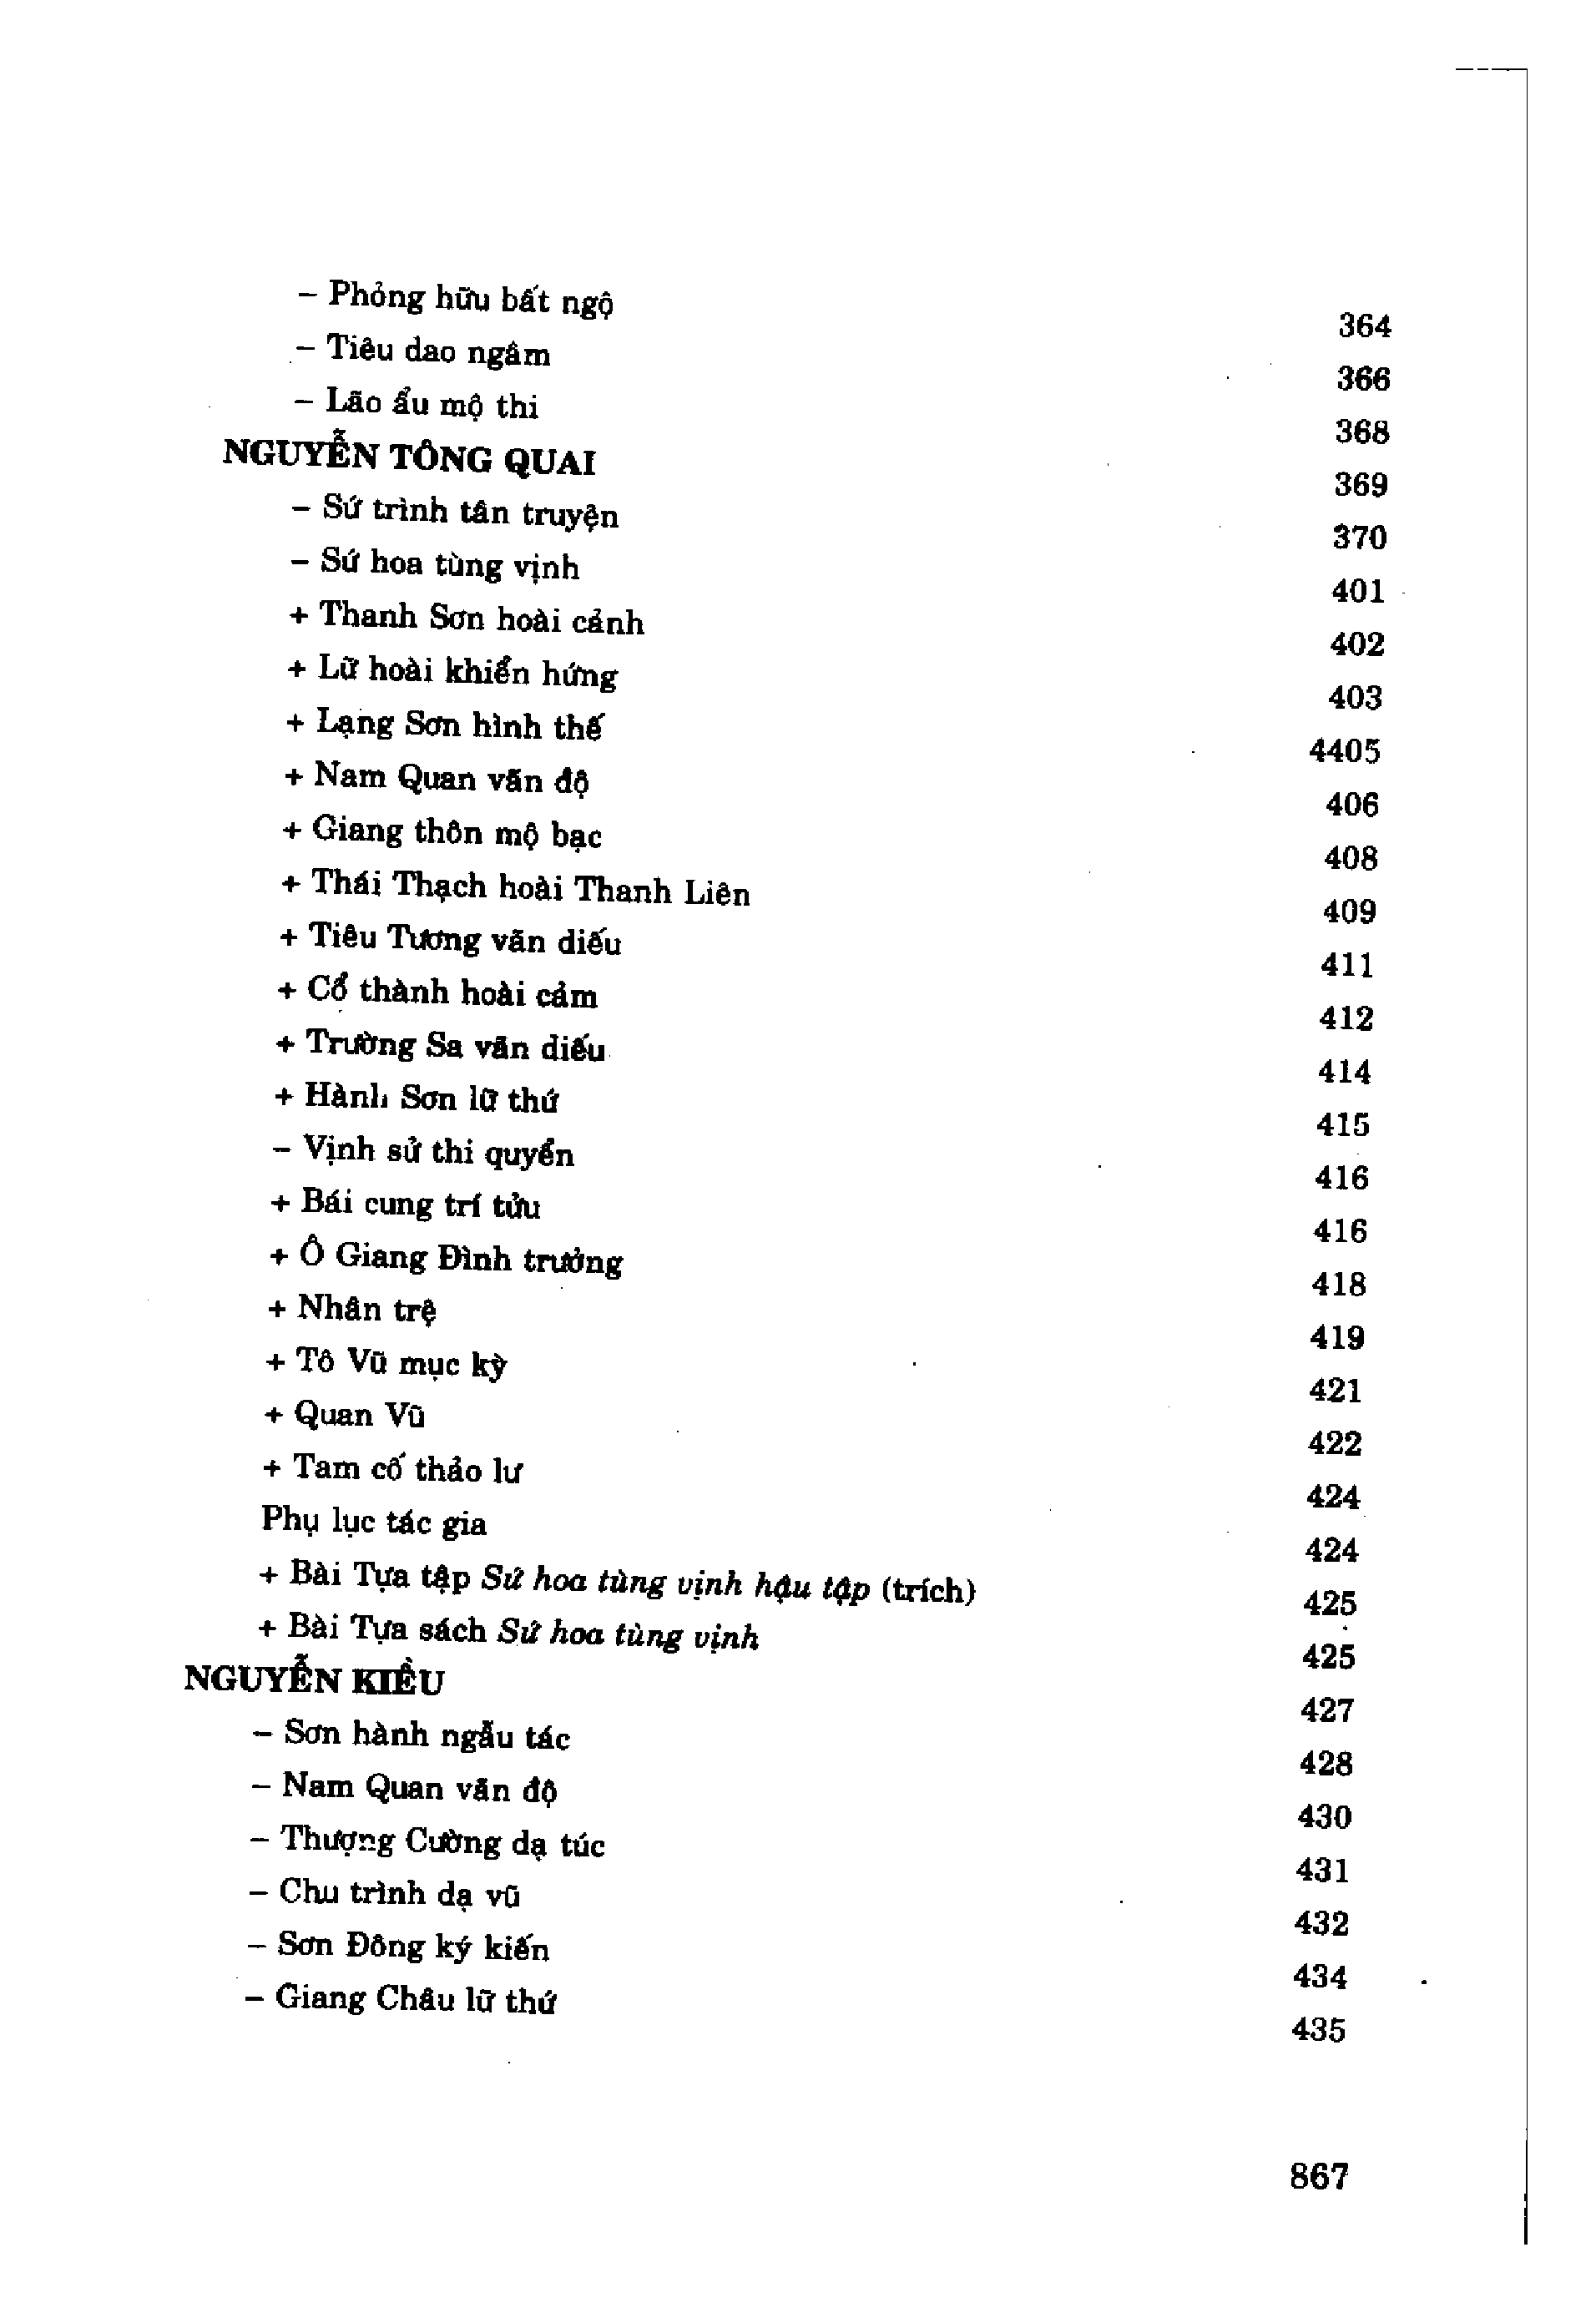 – Phỏng hữu bất ngộ 364
– Tiêu dao ngâm 366
– Lão ẩu mộ thi 368
NGUYỄN TÔNG QUAI 369
– Sứ trình tân truyện 370
– Sứ hoa tùng vịnh 401
+ Thanh Sơn hoài cảnh 402
+ Lữ hoài khiển hứng 403
+ Lạng Sơn hình thế 4405
+ Nam Quan vãn độ 406
+ Giang thôn mộ bạc 408
+ Thái Thạch hoài Thanh Liên 409
+ Tiêu Tương vãn diếu 411
+ Cổ thành hoài cảm 412
+ Trường Sa vãn diếu 414
+ Hành Sơn lữ thứ 415
– Vịnh sử thi quyển 416
+ Bái cung trí tửu 416
+ Ô Giang Đình trưởng 418
+ Nhân trệ 419
+ Tô Vũ mục kỳ 421
+ Quan Vũ 422
+ Tam cố thảo lư 424
Phụ lục tác gia 424
+ Bài Tựa tập Sứ hoa tùng vịnh hậu tập (trích) 425
+ Bài Tựa sách Sứ hoa tùng vịnh 425
NGUYỄN KIỀU 427
– Sơn hành ngẫu tác 428
– Nam Quan vãn độ 430
– Thượng Cường dạ túc 431
– Chu trình dạ vũ 432
– Sơn Đông ký kiến 434
– Giang Châu lữ thứ 435
867